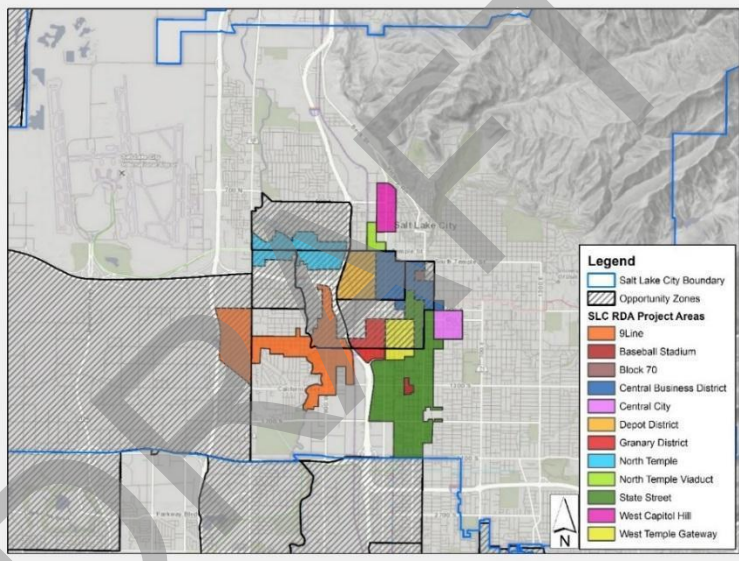 Salt Lake City
DRAFT
Legend
Salt Lake City Boundary
Opportunity Zones
SLC RDA Project Areas
9Line
Baseball Stadium
Block 70
Central Business District
Central City
Depot District
Granary District
North Temple
North Temple Viaduct
State Street
West Capitol Hill
West Temple Gateway
N